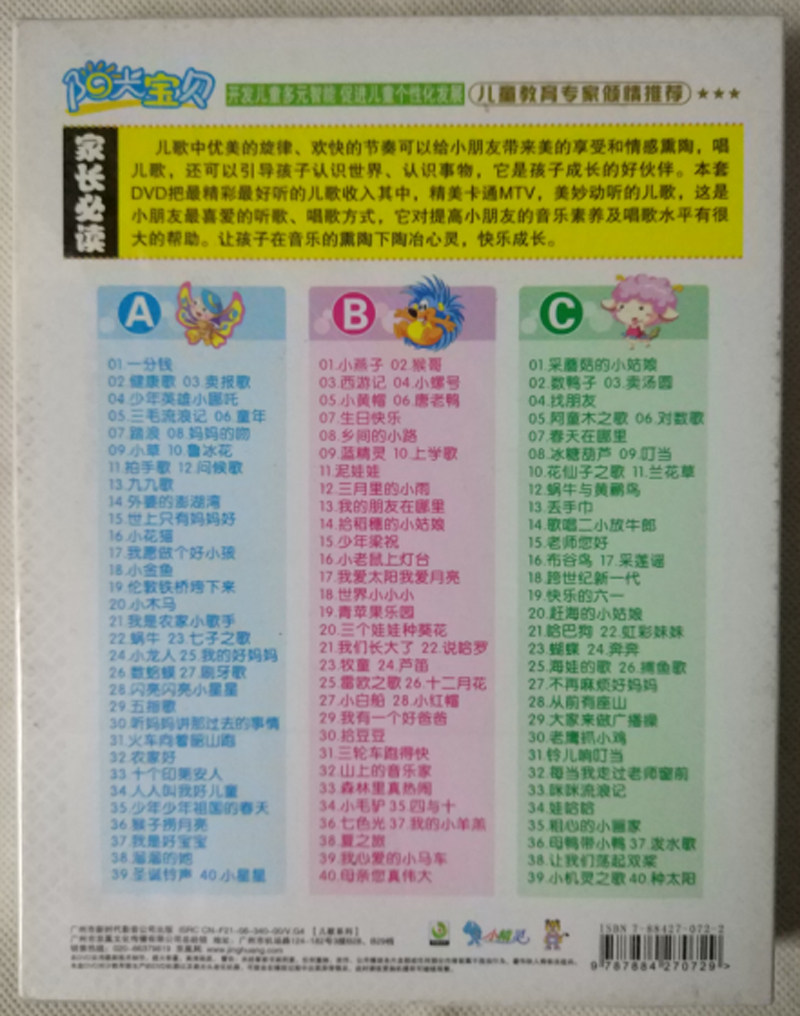 阳光宝贝 开发儿童多元智能 促进儿童个性化发展 儿童教育专家倾情推荐 ★★★
家长必读
儿歌中优美的旋律、欢快的节奏可以给小朋友带来美的享受和情感熏陶，唱
儿歌，还可以引导孩子认识世界、认识事物，它是孩子成长的好伙伴。本套
DVD把最精彩最好听的儿歌收入其中，精美卡通MTV，美妙动听的儿歌，这是
小朋友最喜爱的听歌、唱歌方式，它对提高小朋友的音乐素养及唱歌水平有很
大的帮助。让孩子在音乐的熏陶下陶冶心灵，快乐成长。
A
01.一分钱
02.健康歌 03.卖报歌
04.少年英雄小哪吒
05.三毛流浪记 06.童年
07.踏浪 08.妈妈的吻
09.小草 10.鲁冰花
11.拍手歌 12.问候歌
13.九九歌
14.外婆的澎湖湾
15.世上只有妈妈好
16.小花猫
17.我愿做个好小孩
18.小金鱼
19.伦敦铁桥垮下来
20.小木马
21.我是农家小歌手
22.蜗牛 23.七子之歌
24.小龙人 25.我的好妈妈
26.数蛤蟆 27.刷牙歌
28.闪亮闪亮小星星
29.五指歌
30.听妈妈讲那过去的事情
31.火车向着韶山跑
32.农家好
33.十个印第安人
34.人人叫我好儿童
35.少年少年祖国的春天
36.猴子捞月亮
37.我是好宝宝
38.溜溜的她
39.圣诞铃声 40.小星星
B
01.小燕子 02.猴哥
03.西游记 04.小螺号
05.小黄帽 06.唐老鸭
07.生日快乐
08.乡间的小路
09.蓝精灵 10.上学歌
11.泥娃娃
12.三月里的小雨
13.我的朋友在哪里
14.拾稻穗的小姑娘
15.少年梁祝
16.小老鼠上灯台
17.我爱太阳我爱月亮
18.世界小小小
19.青苹果乐园
20.三个娃娃种葵花
21.我们长大了 22.说哈罗
23.牧童 24.芦笛
25.雷欧之歌 26.十二月花
27.小白船 28.小红帽
29.我有一个好爸爸
30.拾豆豆
31.三轮车跑得快
32.山上的音乐家
33.森林里真热闹
34.小毛驴 35.四与十
36.七色光 37.我的小羊羔
38.夏之旅
39.我心爱的小马车
40.母亲您真伟大
C
01.采蘑菇的小姑娘
02.数鸭子 03.卖汤圆
04.找朋友
05.阿童木之歌 06.对数歌
07.春天在哪里
08.冰糖葫芦 09.叮当
10.花仙子之歌 11.兰花草
12.蜗牛与黄鹂鸟
13.丢手巾
14.歌唱二小放牛郎
15.老师您好
16.布谷鸟 17.采莲谣
18.跨世纪新一代
19.快乐的六一
20.赶海的小姑娘
21.哈巴狗 22.虹彩妹妹
23.蝴蝶 24.奔奔
25.海娃的歌 26.捕鱼歌
27.不再麻烦好妈妈
28.从前有座山
29.大家来做广播操
30.老鹰抓小鸡
31.铃儿响叮当
32.每当我走过老师窗前
33.咪咪流浪记
34.娃哈哈
35.粗心的小画家
36.母鸭带小鸭 37.泼水歌
38.让我们荡起双桨
39.小机灵之歌 40.种太阳
广州市新时代影音公司出版 ISRC CN-F21-06-340-00/V.G4 【儿童系列】
www.jinghuang.com
小精灵
ISBN 7-88427-072-2
9 787884 270729 >